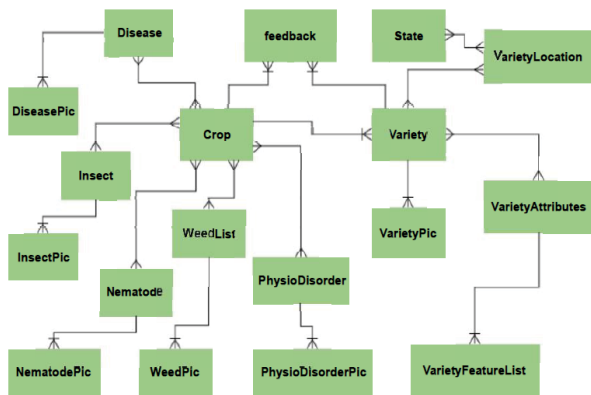 Disease
feedback
State
VarietyLocation
DiseasePic
Crop
Variety
Insect
VarietyAttributes
WeedList
VarietyPic
InsectPic
PhysioDisorder
Nematode
NematodePic
WeedPic
PhysioDisorderPic
VarietyFeatureList